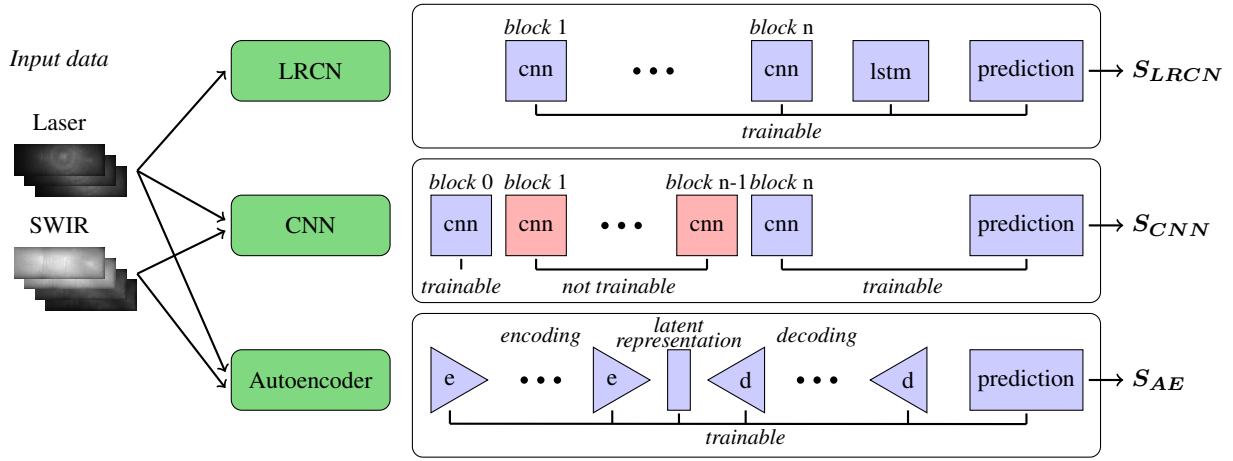 Input data
Laser
SWIR
LRCN
CNN
Autoencoder
block 1
block n
cnn
cnn
lstm
prediction
trainable
S_LRCN
block 0
block 1
block n-1
block n
cnn
cnn
cnn
cnn
prediction
trainable
not trainable
trainable
S_CNN
encoding
latent
representation
decoding
e
e
d
d
prediction
trainable
S_AE